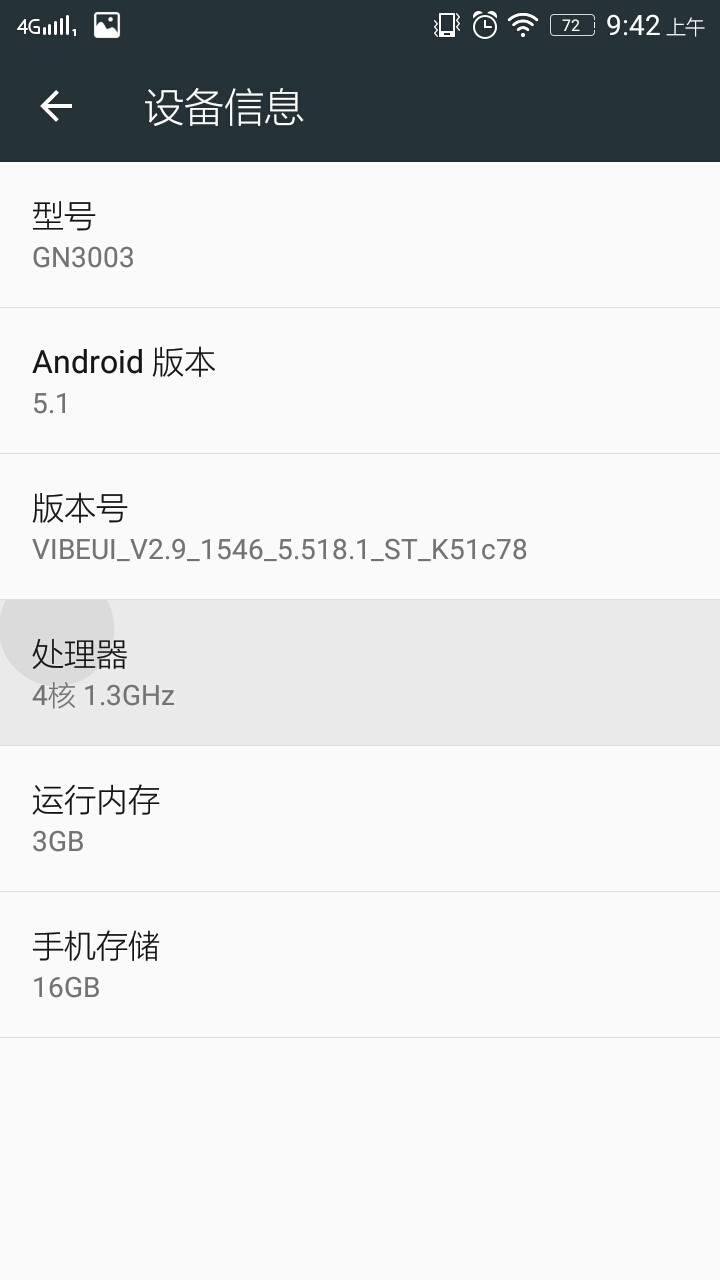 4G 1 72 9:42 上午
设备信息
型号
GN3003
Android 版本
5.1
版本号
VIBEUI_V2.9_1546_5.518.1_ST_K51c78
处理器
4核 1.3GHz
运行内存
3GB
手机存储
16GB